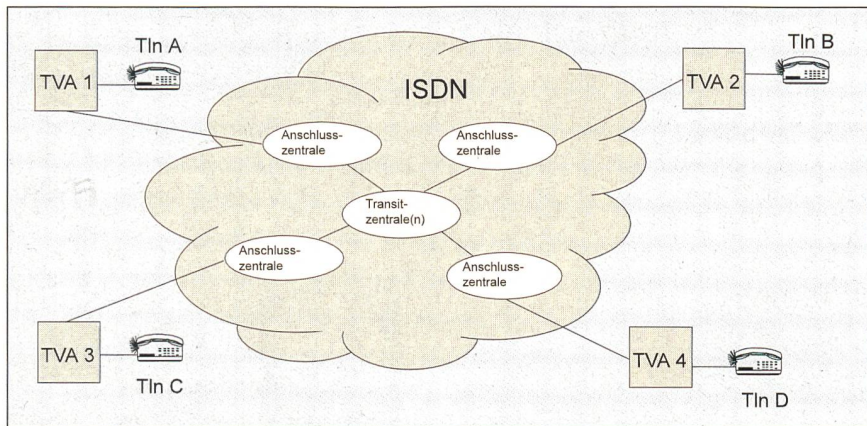 Tln A
TVA 1
ISDN
Tln B
TVA 2
Anschluss-
zentrale
Anschluss-
zentrale
Transit-
zentrale(n)
Anschluss-
zentrale
Anschluss-
zentrale
TVA 3
Tln C
TVA 4
Tln D